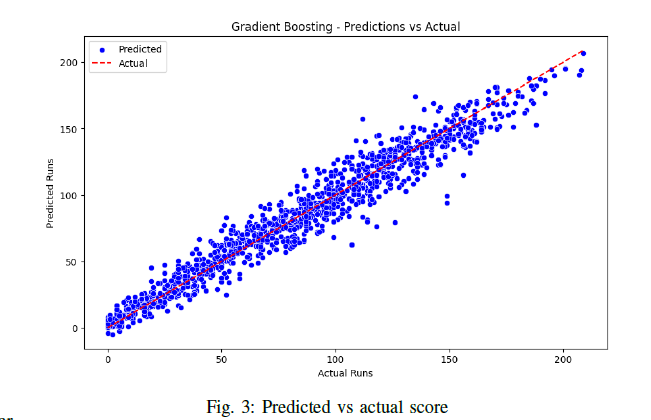 Gradient Boosting - Predictions vs Actual
Predicted
Actual
200
150
100
50
0
Predicted Runs
0 50 100 150 200
Actual Runs
Fig. 3: Predicted vs actual score